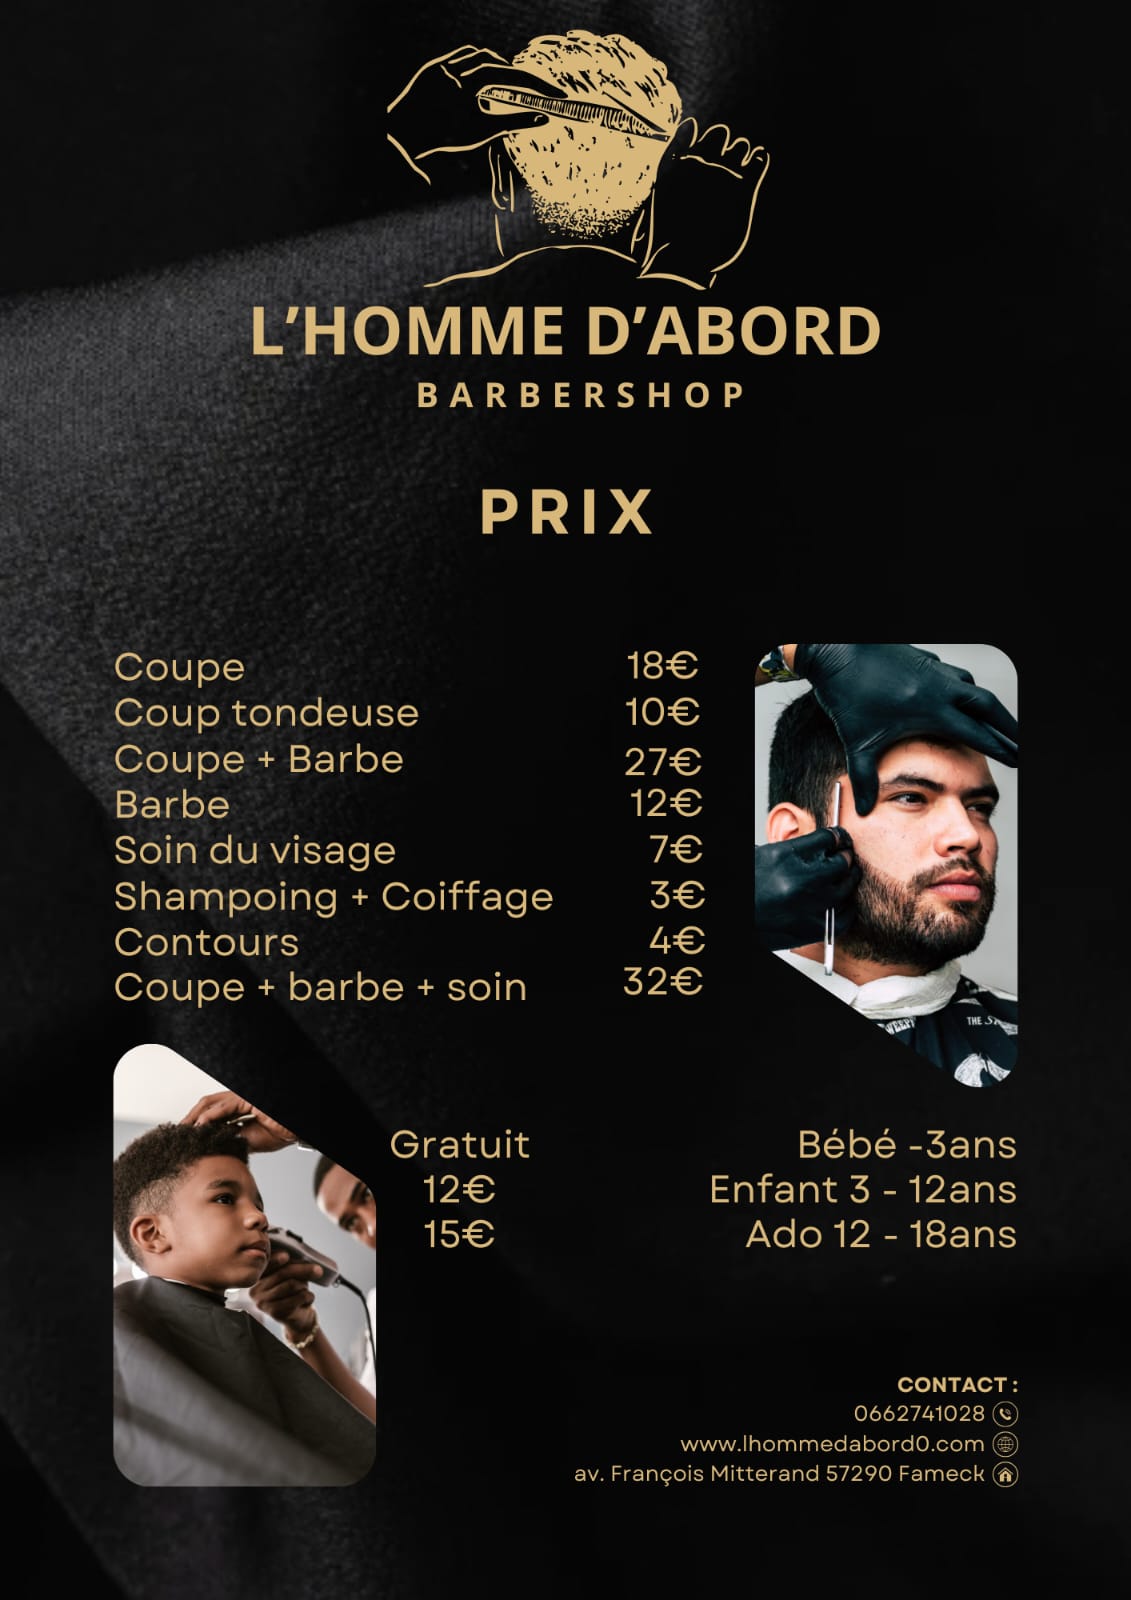 L'HOMME D'ABORD
BARBERSHOP
PRIX
Coupe 18€
Coup tondeuse 10€
Coupe + Barbe 27€
Barbe 12€
Soin du visage 7€
Shampoing + Coiffage 3€
Contours 4€
Coupe + barbe + soin 32€
THE
Gratuit Bébé -3ans
12€ Enfant 3 - 12ans
15€ Ado 12 - 18ans
CONTACT :
0662741028
www.lhommedabord0.com
av. François Mitterand 57290 Fameck